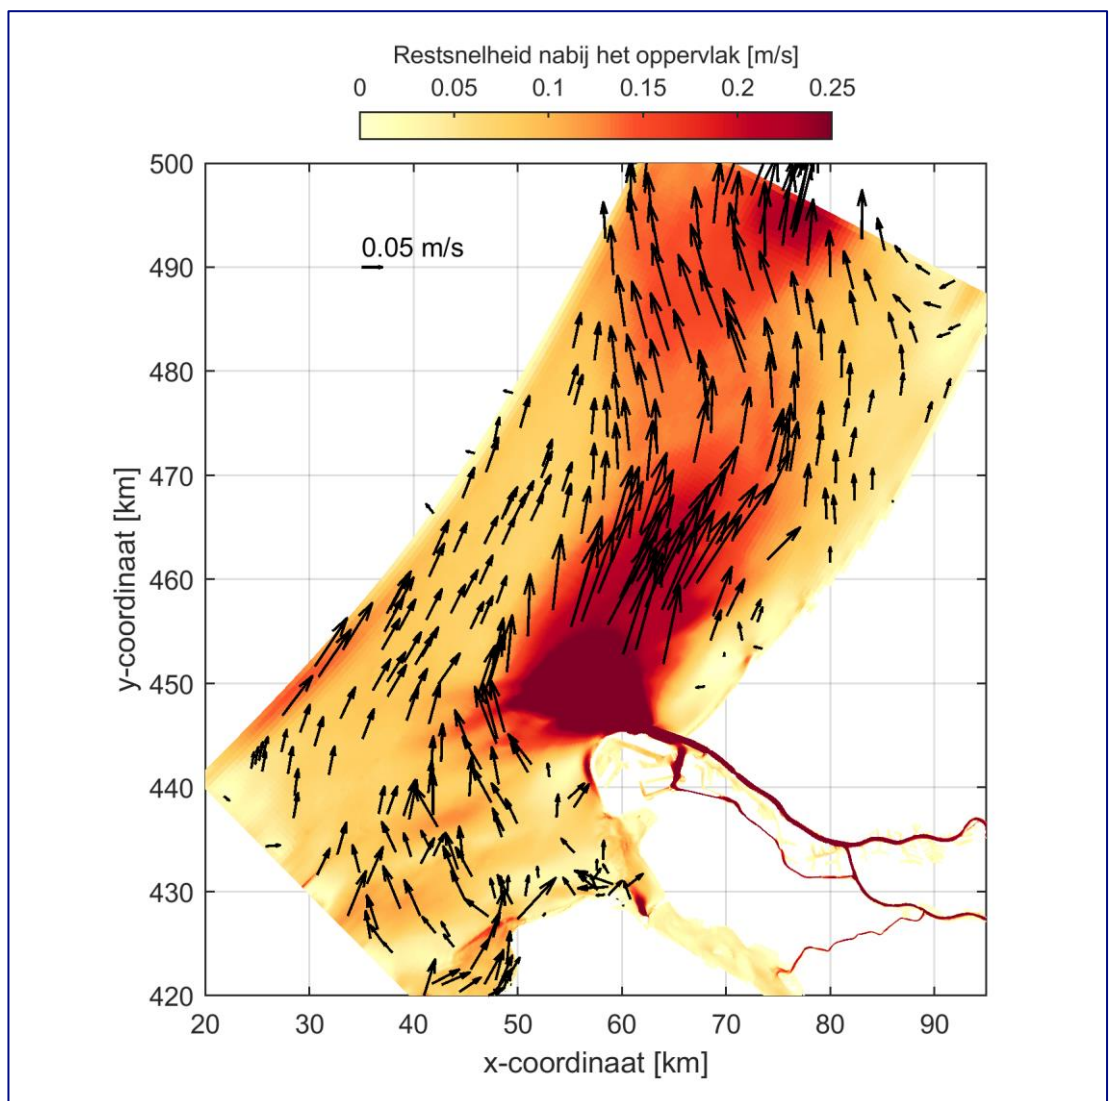 Restsnelheid nabij het oppervlak [m/s]
0 0.05 0.1 0.15 0.2 0.25
500
0.05 m/s
490
480
470
460
450
440
430
420
y-coordinaat [km]
20 30 40 50 60 70 80 90
x-coordinaat [km]